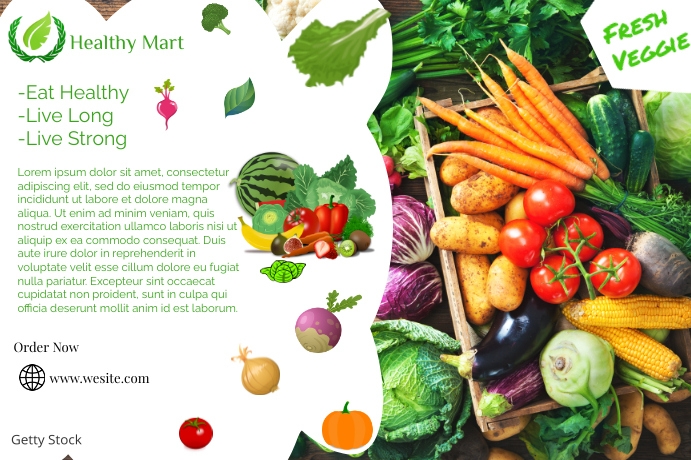 Healthy Mart
Fresh
Veggie
-Eat Healthy
-Live Long
-Live Strong
Lorem ipsum dolor sit amet, consectetur
adipiscing elit, sed do eiusmod tempor
incididunt ut labore et dolore magna
aliqua. Ut enim ad minim veniam, quis
nostrud exercitation ullamco laboris nisi ut
aliquip ex ea commodo consequat. Duis
aute irure dolor in reprehenderit in
voluptate velit esse cillum dolore eu fugiat
nulla pariatur. Excepteur sint occaecat
cupidatat non proident, sunt in culpa qui
officia deserunt mollit anim id est laborum.
Order Now
www.wesite.com
Getty Stock